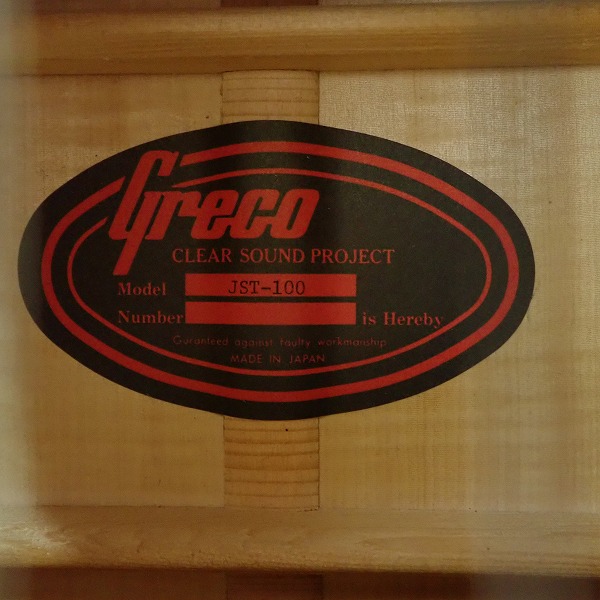 Greco
CLEAR SOUND PROJECT
Model JST-100
Number is Hereby
Guranteed against faulty workmanship
MADE IN JAPAN